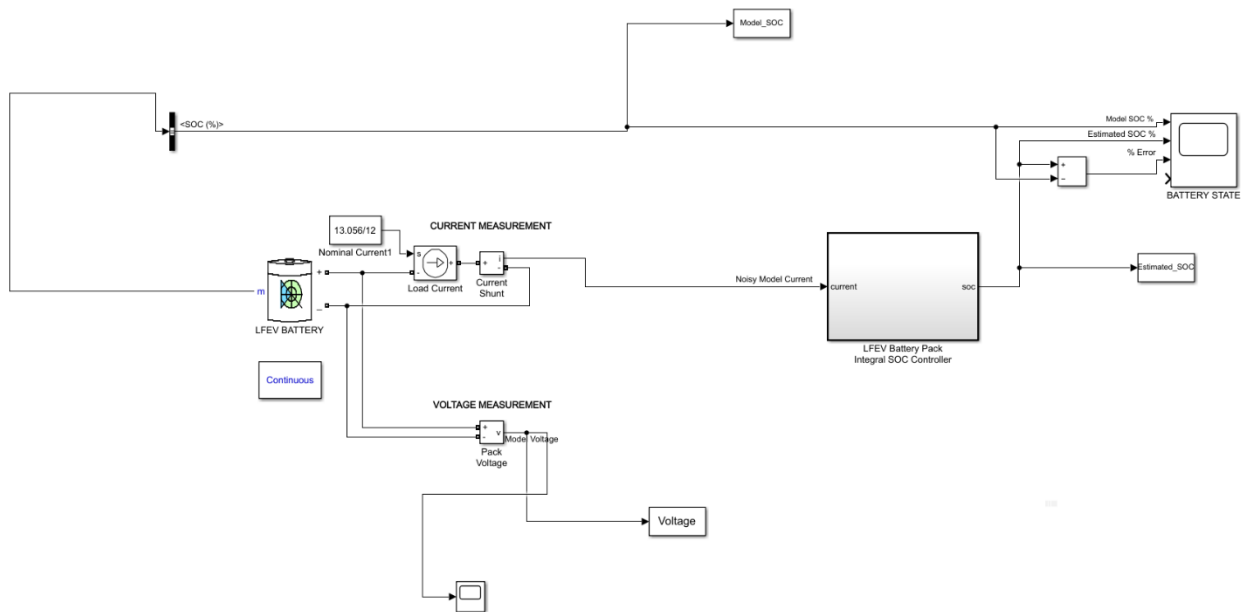 Model_SOC
<SOC (%)>
Model SOC %
Estimated SOC %
% Error
+
−
BATTERY STATE
CURRENT MEASUREMENT
13.056/12
Nominal Current1
s
- +
Load Current
+ i
-
Current
Shunt
m
+
_
LFEV BATTERY
Noisy Model Current
current soc
LFEV Battery Pack
Integral SOC Controller
Estimated_SOC
Continuous
VOLTAGE MEASUREMENT
+ v
-
Model Voltage
Pack
Voltage
Voltage